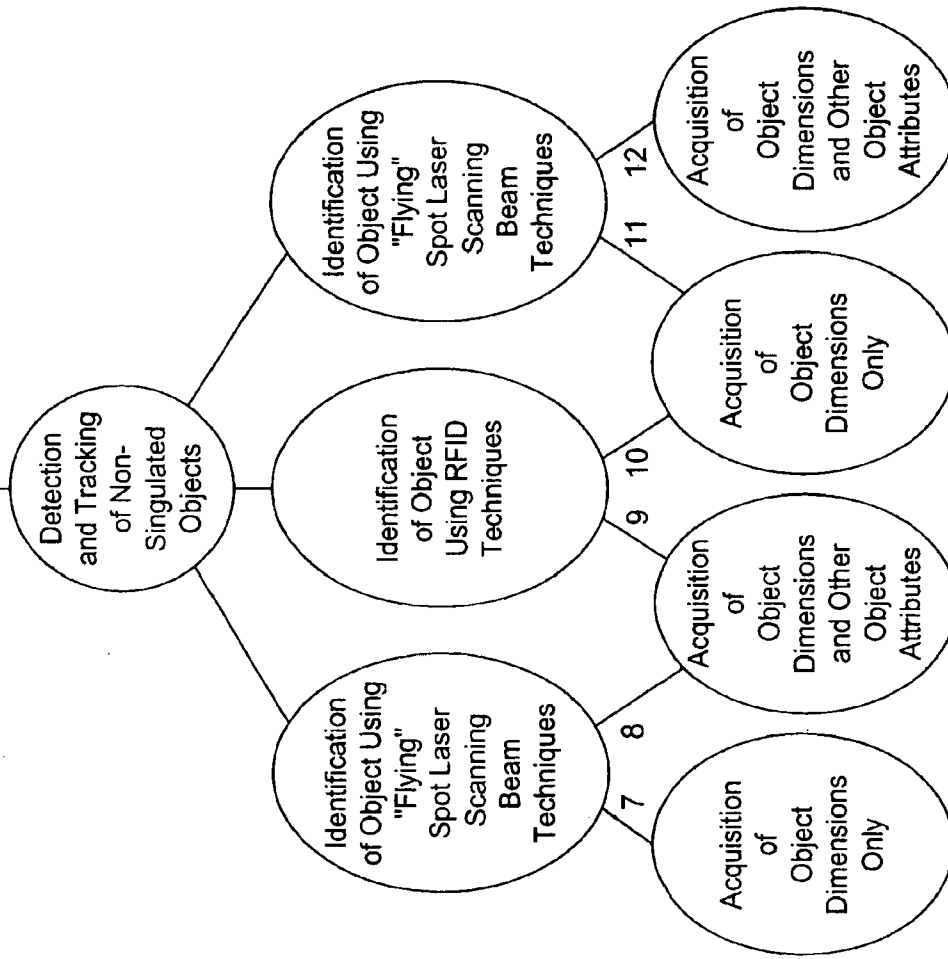 Detection
and Tracking
of Non-
Singulated
Objects
Identification
of Object Using
"Flying"
Spot Laser
Scanning
Beam
Techniques
Identification
of Object
Using RFID
Techniques
Identification
of Object Using
"Flying"
Spot Laser
Scanning
Beam
Techniques
7
8
9
10
11
12
Acquisition
of
Object
Dimensions
Only
Acquisition
of
Object
Dimensions
and Other
Object
Attributes
Acquisition
of
Object
Dimensions
Only
Acquisition
of
Object
Dimensions
and Other
Object
Attributes